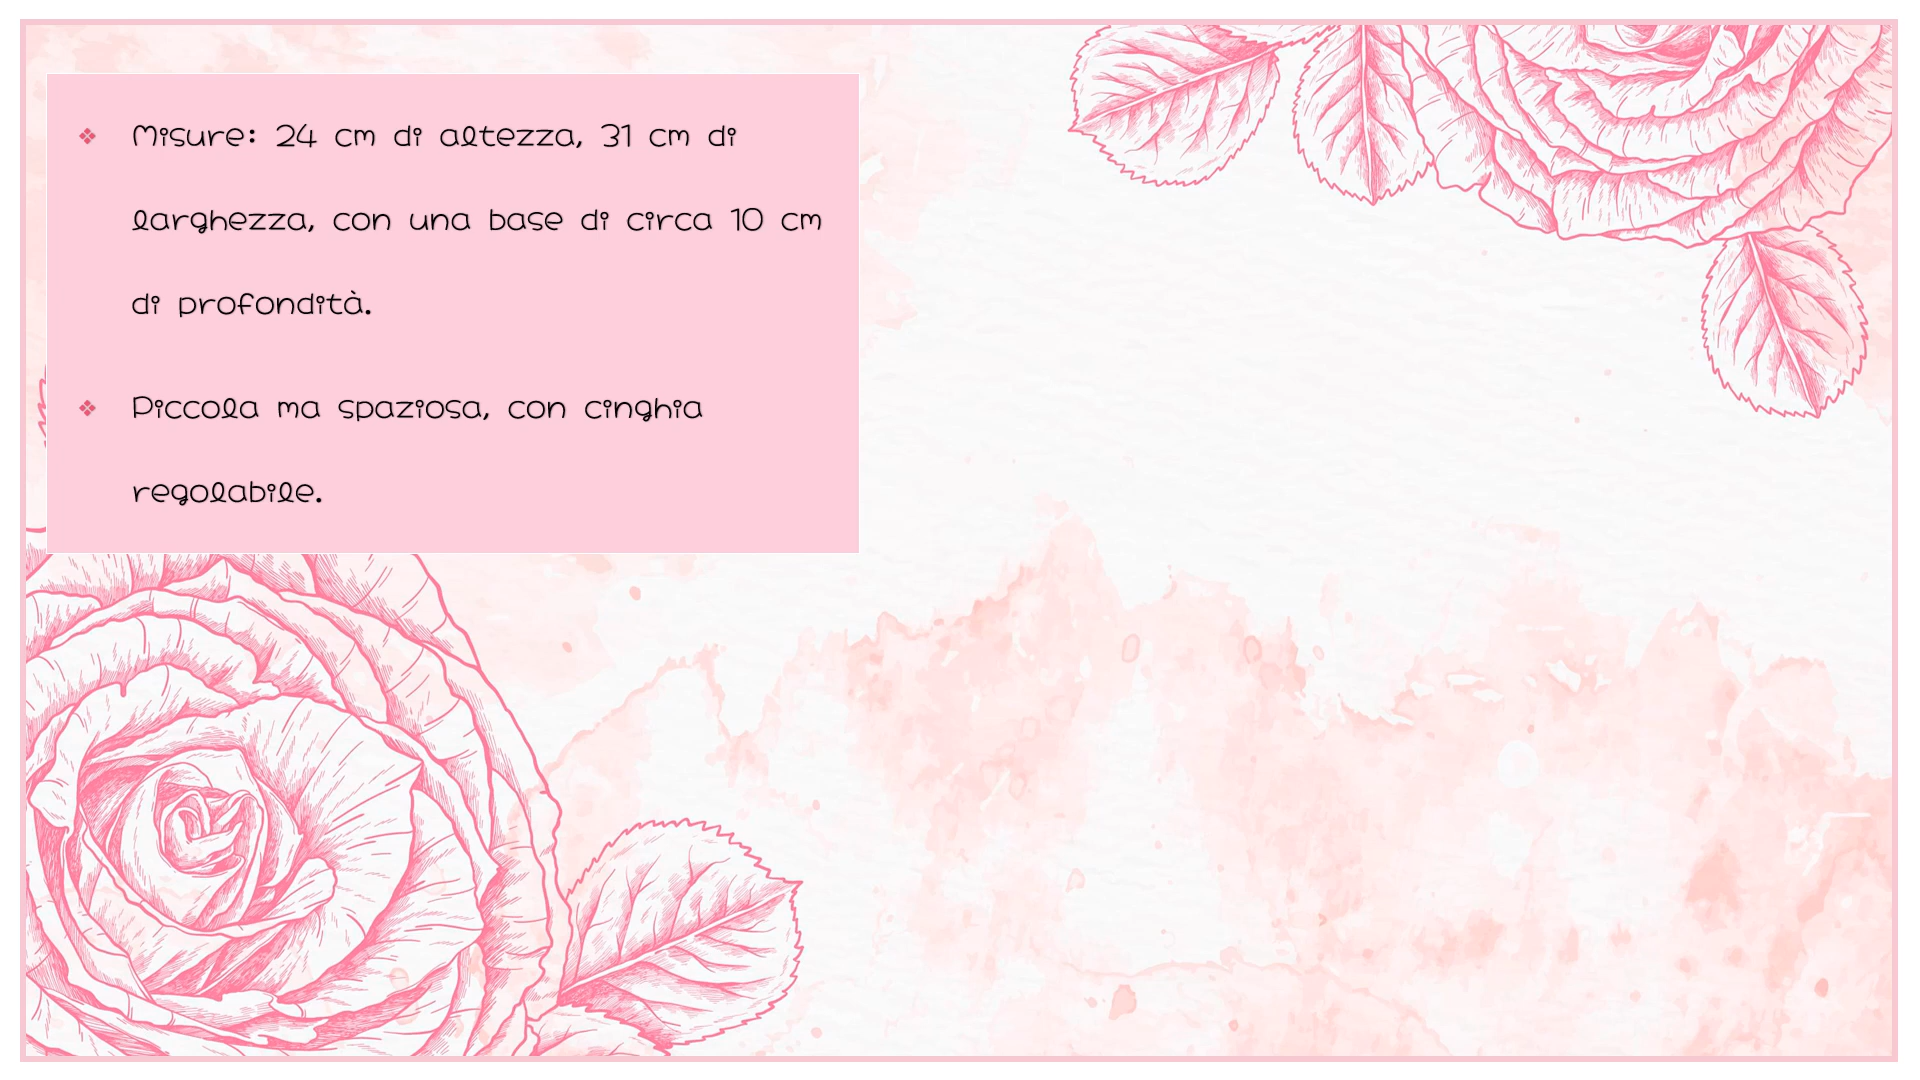 ❖ Misure: 24 cm di altezza, 31 cm di
larghezza, con una base di circa 10 cm
di profondità.
❖ Piccola ma spaziosa, con cinghia
regolabile.